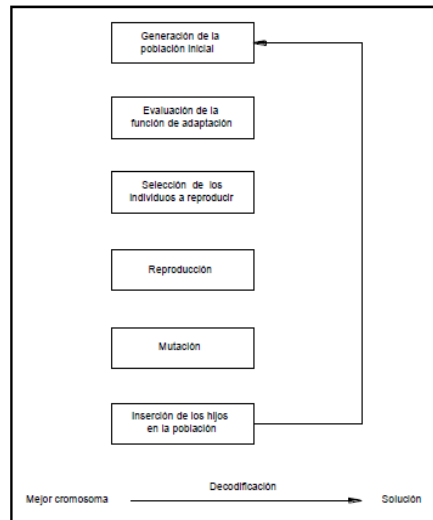 Generación de la
población inicial
Evaluación de la
función de adaptación
Selección de los
individuos a reproducir
Reproducción
Mutación
Inserción de los hijos
en la población
Decodificación
Mejor cromosoma
Solución